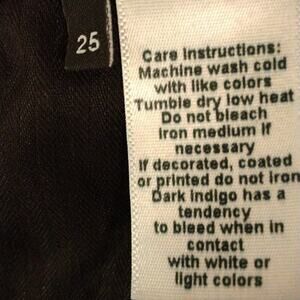 25
Care Instructions:
Machine wash cold
with like colors
Tumble dry low heat
Do not bleach
Iron medium if
necessary
If decorated, coated
or printed do not iron
Dark Indigo has a
tendency
to bleed when in
contact
with white or
light colors